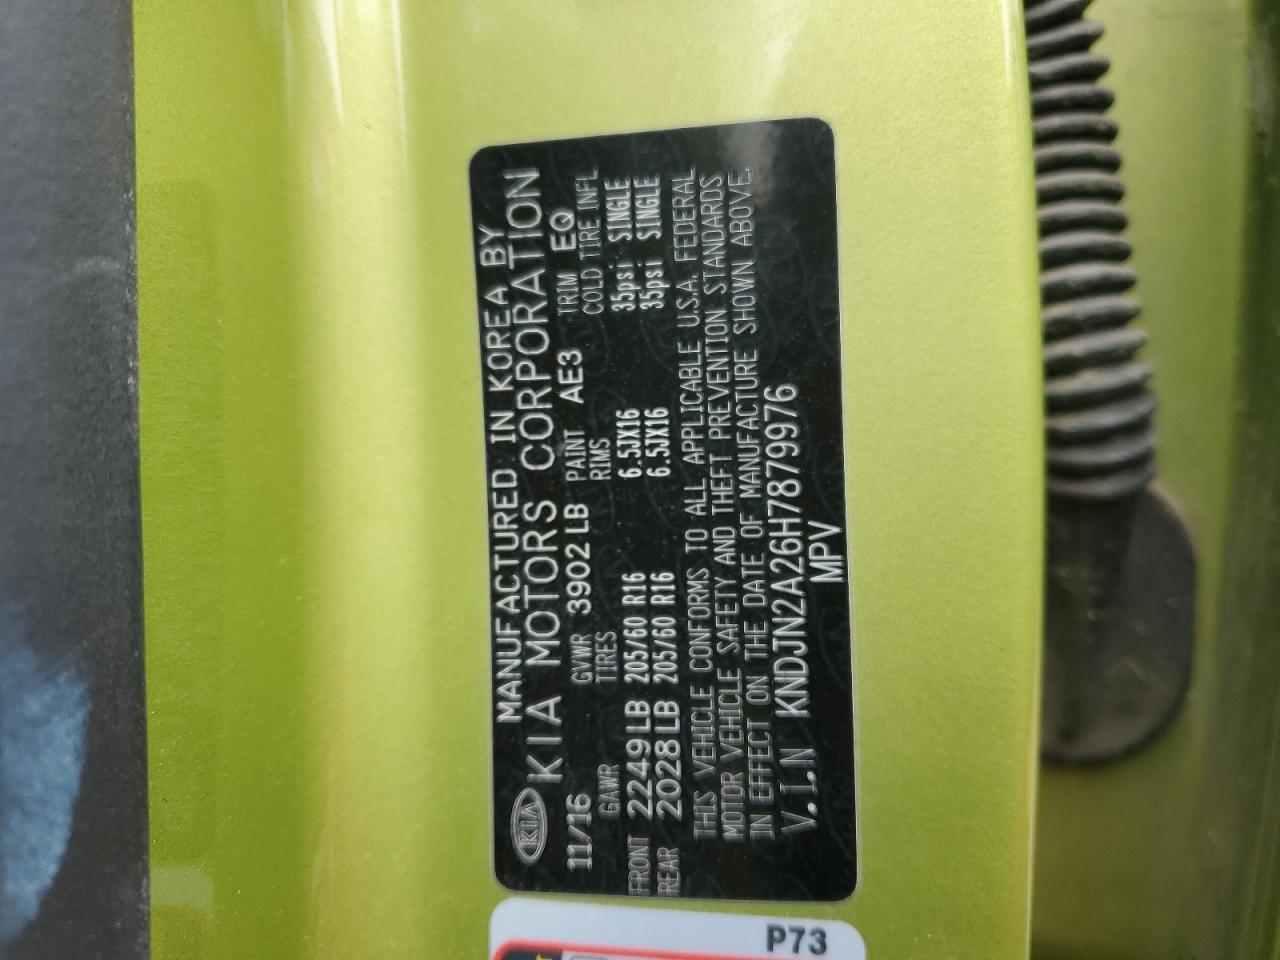 MANUFACTURED IN KOREA BY
KIA KIA MOTORS CORPORATION
11/16 GVWR 3902 LB PAINT AE3 TRIM EQ
GAWR TIRES RIMS COLD TIRE INFL
FRONT 2249LB 205/60 R16 6.5JX16 35psi SINGLE
REAR 2028LB 205/60 R16 6.5JX16 35psi SINGLE
THIS VEHICLE CONFORMS TO ALL APPLICABLE U.S.A. FEDERAL
MOTOR VEHICLE SAFETY AND THEFT PREVENTION STANDARDS
IN EFFECT ON THE DATE OF MANUFACTURE SHOWN ABOVE.
V.I.N KNDJN2A26H7879976
MPV
P73